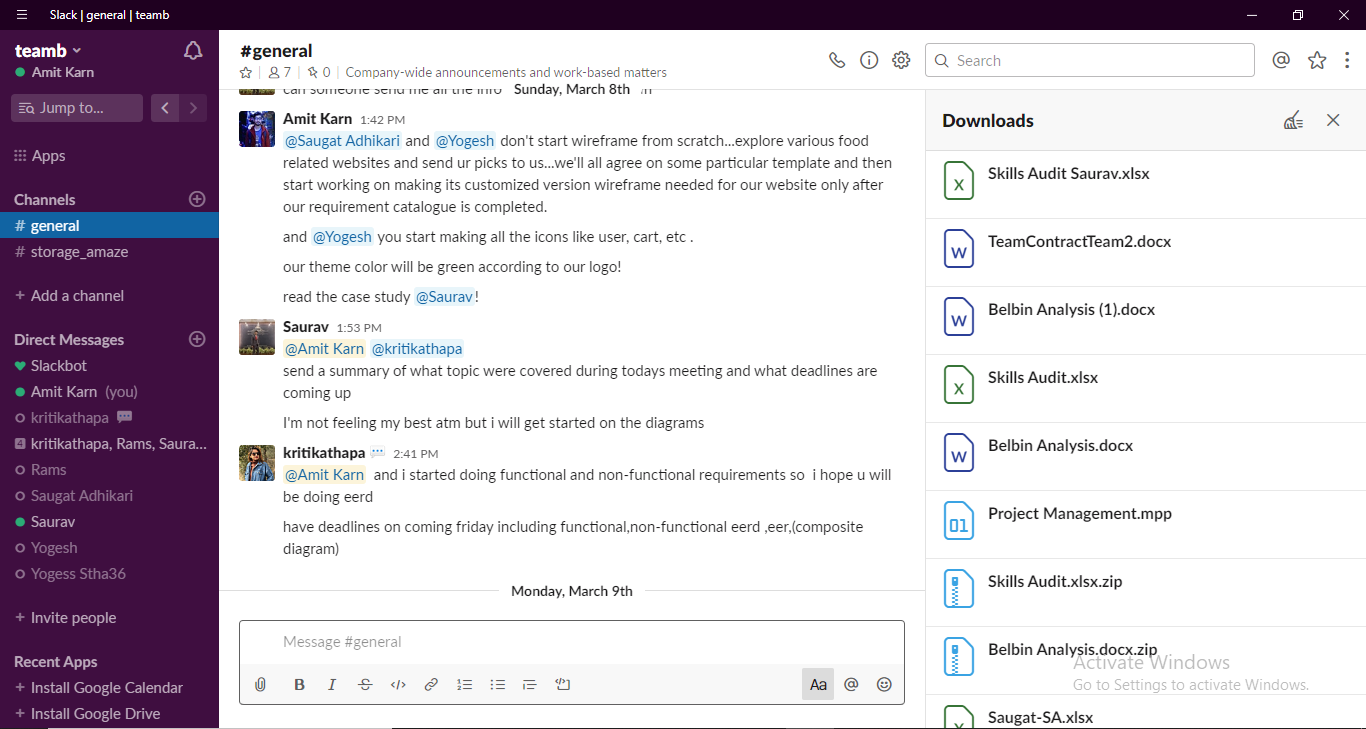 Slack | general | teamb
teamb
Amit Karn
Jump to...
Apps
Channels
# general
# storage_amaze
+ Add a channel
Direct Messages
Slackbot
Amit Karn (you)
kritikathapa
4 kritikathapa, Rams, Saura...
Rams
Saugat Adhikari
Saurav
Yogesh
Yogess Stha36
+ Invite people
Recent Apps
+ Install Google Calendar
+ Install Google Drive
#general
7 | 0 | Company-wide announcements and work-based matters
Search
can someone send me all the info
Sunday, March 8th
Amit Karn 1:42 PM
@Saugat Adhikari and @Yogesh don't start wireframe from scratch...explore various food
related websites and send ur picks to us...we'll all agree on some particular template and then
start working on making its customized version wireframe needed for our website only after
our requirement catalogue is completed.
and @Yogesh you start making all the icons like user, cart, etc .
our theme color will be green according to our logo!
read the case study @Saurav!
Saurav 1:53 PM
@Amit Karn @kritikathapa
send a summary of what topic were covered during todays meeting and what deadlines are
coming up
I'm not feeling my best atm but i will get started on the diagrams
kritikathapa 2:41 PM
@Amit Karn and i started doing functional and non-functional requirements so i hope u will
be doing eerd
have deadlines on coming friday including functional,non-functional eerd ,eer,(composite
diagram)
Monday, March 9th
Message #general
B I S </> Aa @
Downloads
X Skills Audit Saurav.xlsx
W TeamContractTeam2.docx
W Belbin Analysis (1).docx
X Skills Audit.xlsx
W Belbin Analysis.docx
01 Project Management.mpp
Skills Audit.xlsx.zip
Belbin Analysis.docx.zip
Saugat-SA.xlsx
Activate Windows
Go to Settings to activate Windows.